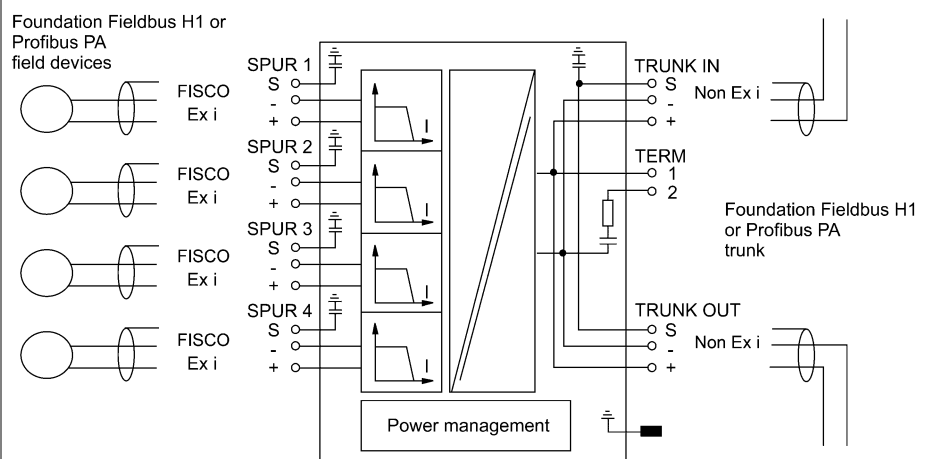 Foundation Fieldbus H1 or
Profibus PA
field devices
SPUR 1
S
-
+
FISCO
Ex i
I
SPUR 2
S
-
+
FISCO
Ex i
I
SPUR 3
S
-
+
FISCO
Ex i
I
SPUR 4
S
-
+
FISCO
Ex i
I
Power management
TRUNK IN
S
-
+
Non Ex i
TERM
1
2
Foundation Fieldbus H1
or Profibus PA
trunk
TRUNK OUT
S
-
+
Non Ex i